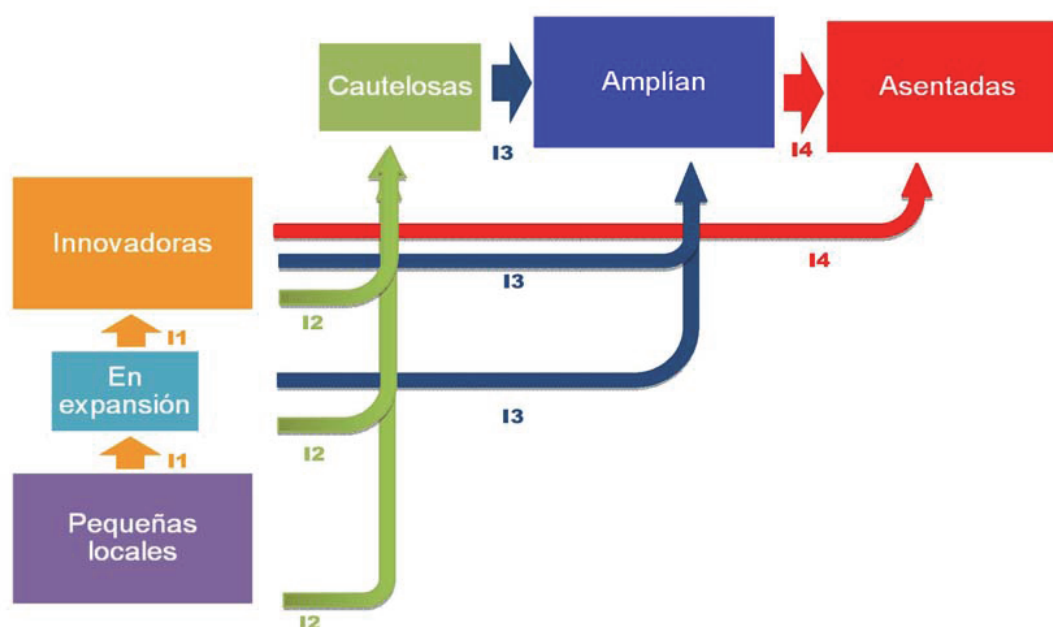 Cautelosas
Amplían
Asentadas
I3
I4
Innovadoras
I4
I3
I2
I1
En
expansión
I3
I2
I1
Pequeñas
locales
I2